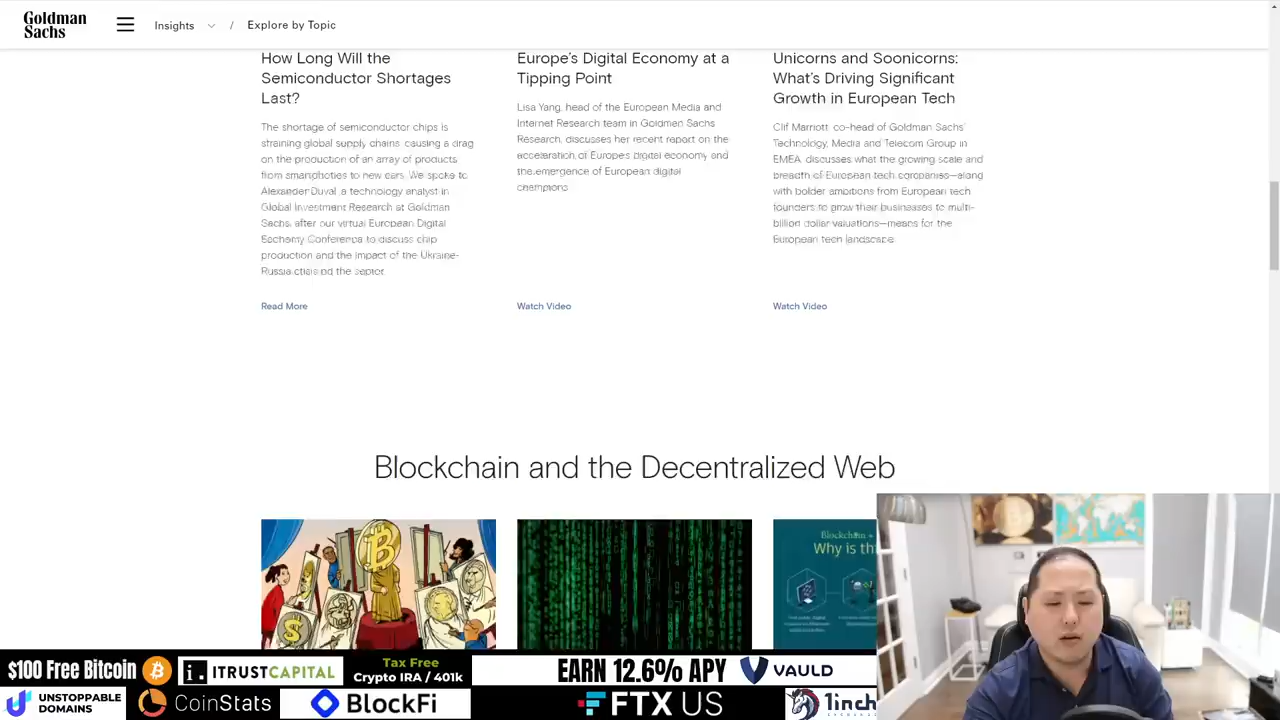 Goldman
Sachs
Insights / Explore by Topic
How Long Will the
Semiconductor Shortages
Last?
The shortage of semiconductor chips is
straining global supply chains, causing a drag
on the production of an array of products
from smartphones to new cars. We spoke to
Alexander Duval, a technology analyst in
Global Investment Research at Goldman
Sachs, after our virtual European Digital
Conference to discuss chip
production and the impact of the Ukraine-
Russia crisis on the sector.
Read More
Europe's Digital Economy at a
Tipping Point
Lisa Yang, head of the European Media and
Internet Research team in Goldman Sachs
Research, discusses her recent report on the
acceleration of Europe's digital economy and
the emergence of European digital
champions.
Watch Video
Unicorns and Soonicorns:
What's Driving Significant
Growth in European Tech
Clif Marriott, co-head of Goldman Sachs'
Technology, Media and Telecom Group in
EMEA, discusses what the growing scale and
breadth of European tech companies—along
with bolder ambitions from European tech
founders to grow their businesses to multi-
billion dollar valuations—means for the
European tech landscape.
Watch Video
Blockchain and the Decentralized Web
Blockchain
Why is th
$100 Free Bitcoin
ITRUSTCAPITAL
Tax Free
Crypto IRA / 401k
EARN 12.6% APY
VAULD
UNSTOPPABLE
DOMAINS
CoinStats
BlockFi
FTX US
1inch
EXCHANGE